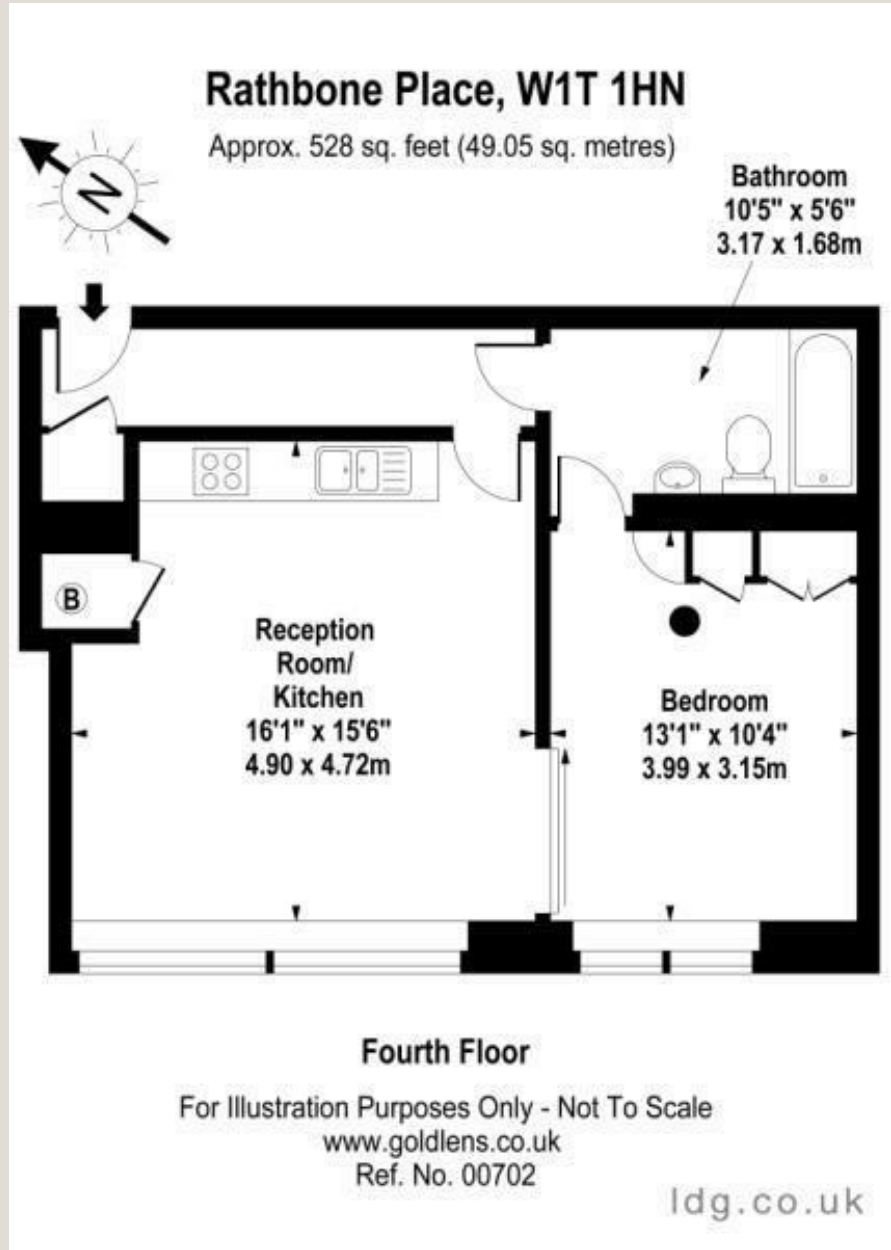 Rathbone Place, W1T 1HN
Approx. 528 sq. feet (49.05 sq. metres)
N
Bathroom
10'5" x 5'6"
3.17 x 1.68m
B
Reception
Room/
Kitchen
16'1" x 15'6"
4.90 x 4.72m
Bedroom
13'1" x 10'4"
3.99 x 3.15m
Fourth Floor
For Illustration Purposes Only - Not To Scale
www.goldlens.co.uk
Ref. No. 00702
ldg.co.uk